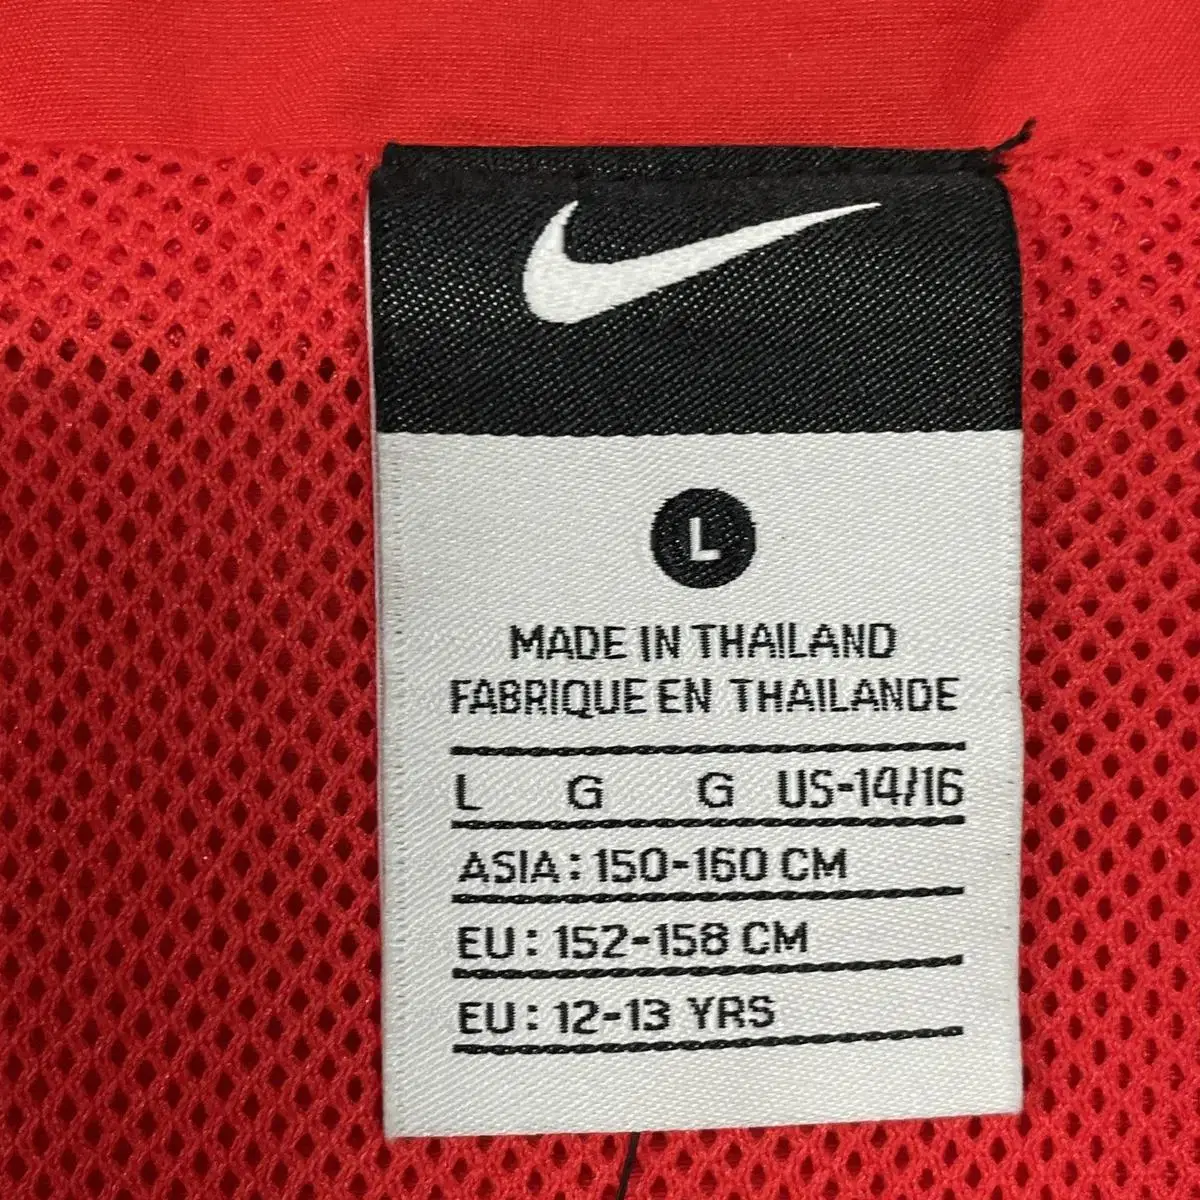 L
MADE IN THAILAND
FABRIQUE EN THAILANDE
L G G US-14/16
ASIA: 150-160 CM
EU: 152-158 CM
EU: 12-13 YRS